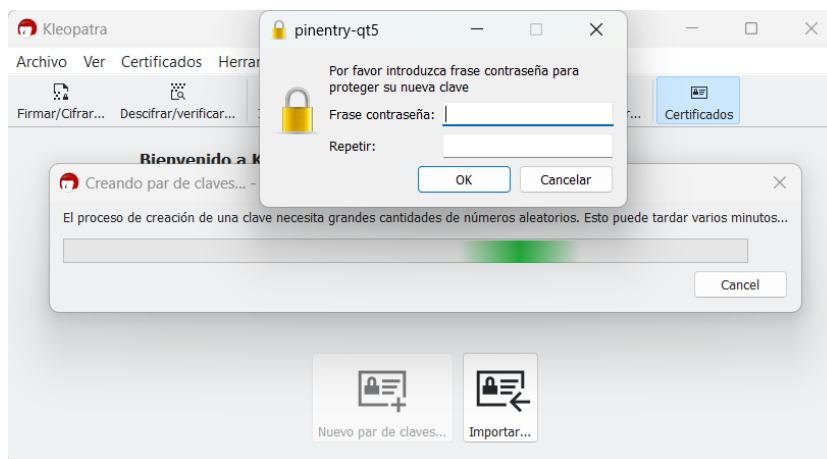 Kleopatra
pinentry-qt5
Archivo Ver Certificados
Firmar/Cifrar... Descifrar/verificar...
Certificados
Por favor introduzca frase contraseña para
proteger su nueva clave
Frase contraseña:
Repetir:
OK Cancelar
Bienvenido a
Creando par de claves... -
El proceso de creación de una clave necesita grandes cantidades de números aleatorios. Esto puede tardar varios minutos...
Cancel
Nuevo par de claves... Importar...